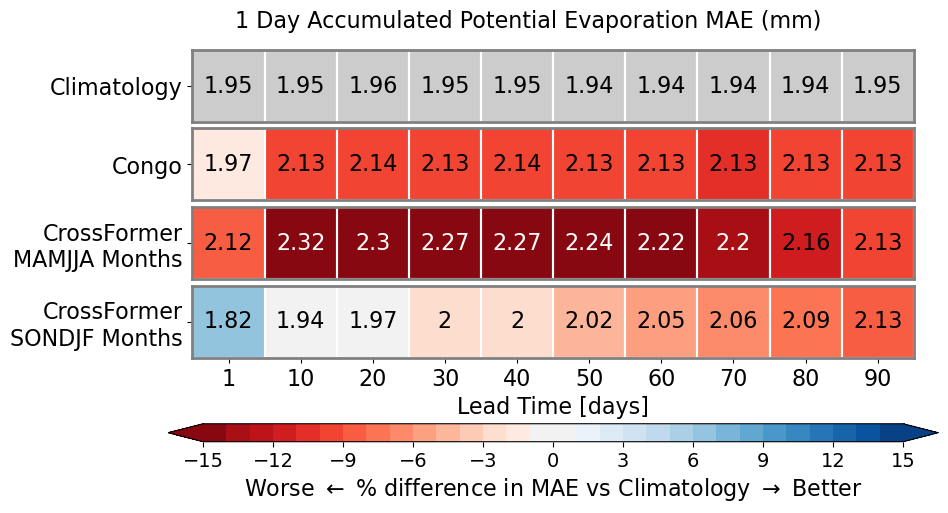 1 Day Accumulated Potential Evaporation MAE (mm)
Climatology 1.95 1.95 1.96 1.95 1.95 1.94 1.94 1.94 1.94 1.95
Congo 1.97 2.13 2.14 2.13 2.14 2.13 2.13 2.13 2.13 2.13
CrossFormer
MAMJJA Months 2.12 2.32 2.3 2.27 2.27 2.24 2.22 2.2 2.16 2.13
CrossFormer
SONDJF Months 1.82 1.94 1.97 2 2 2.02 2.05 2.06 2.09 2.13
1 10 20 30 40 50 60 70 80 90
Lead Time [days]
−15 −12 −9 −6 −3 0 3 6 9 12 15
Worse ← % difference in MAE vs Climatology → Better